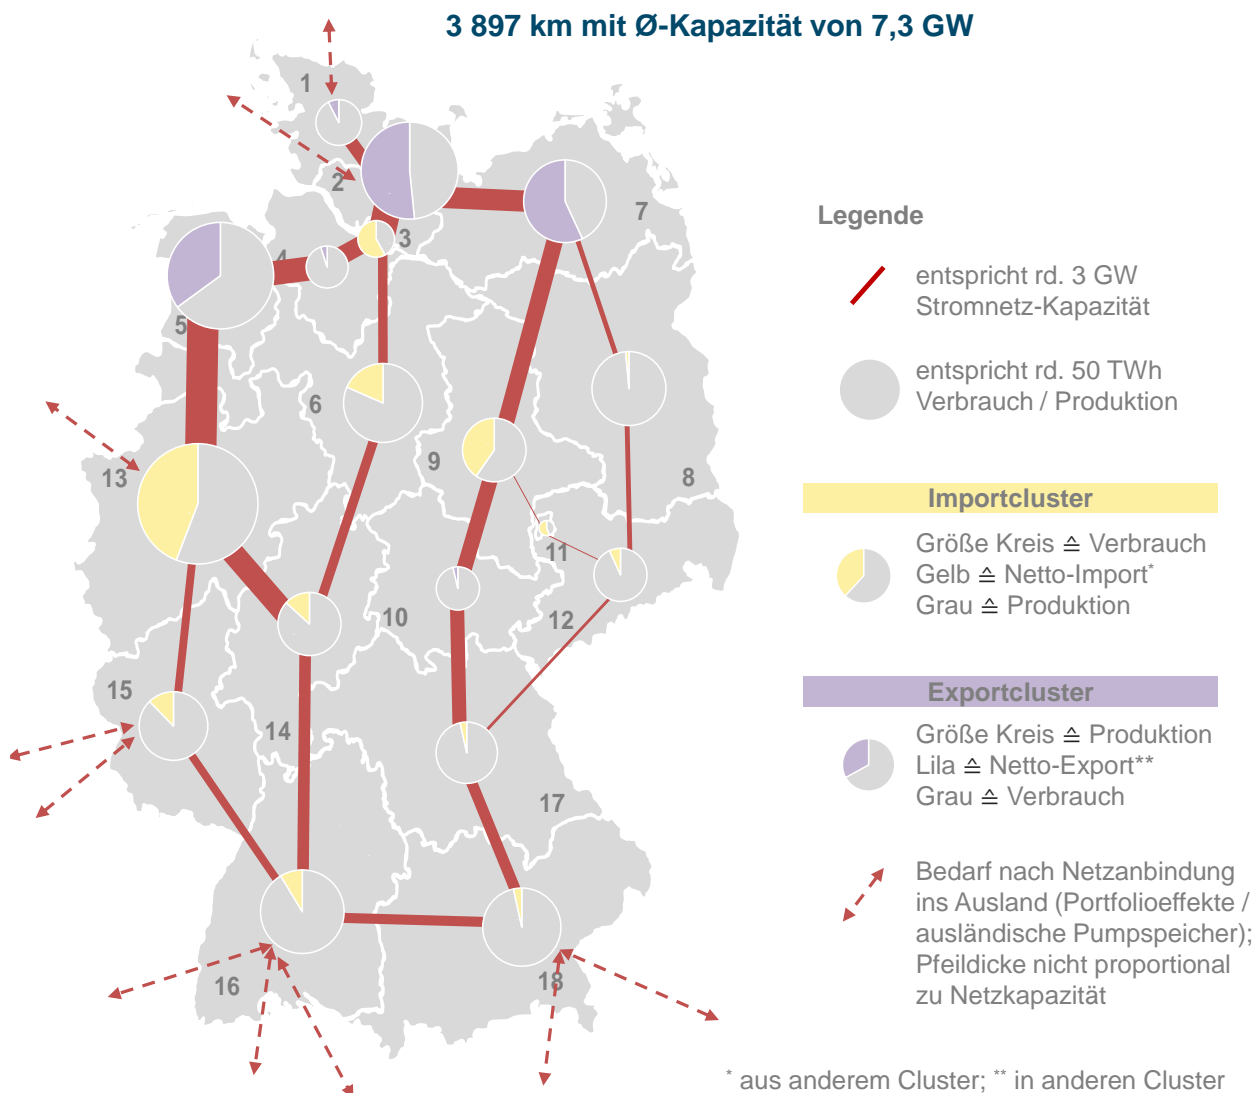 3 897 km mit Ø-Kapazität von 7,3 GW
1
2
3
4
5
6
7
8
9
10
11
12
13
14
15
16
17
18
Legende
entspricht rd. 3 GW
Stromnetz-Kapazität
entspricht rd. 50 TWh
Verbrauch / Produktion
Importcluster
Größe Kreis ≙ Verbrauch
Gelb ≙ Netto-Import*
Grau ≙ Produktion
Exportcluster
Größe Kreis ≙ Produktion
Lila ≙ Netto-Export**
Grau ≙ Verbrauch
Bedarf nach Netzanbindung
ins Ausland (Portfolioeffekte /
ausländische Pumpspeicher);
Pfeildicke nicht proportional
zu Netzkapazität
* aus anderem Cluster; ** in anderen Cluster